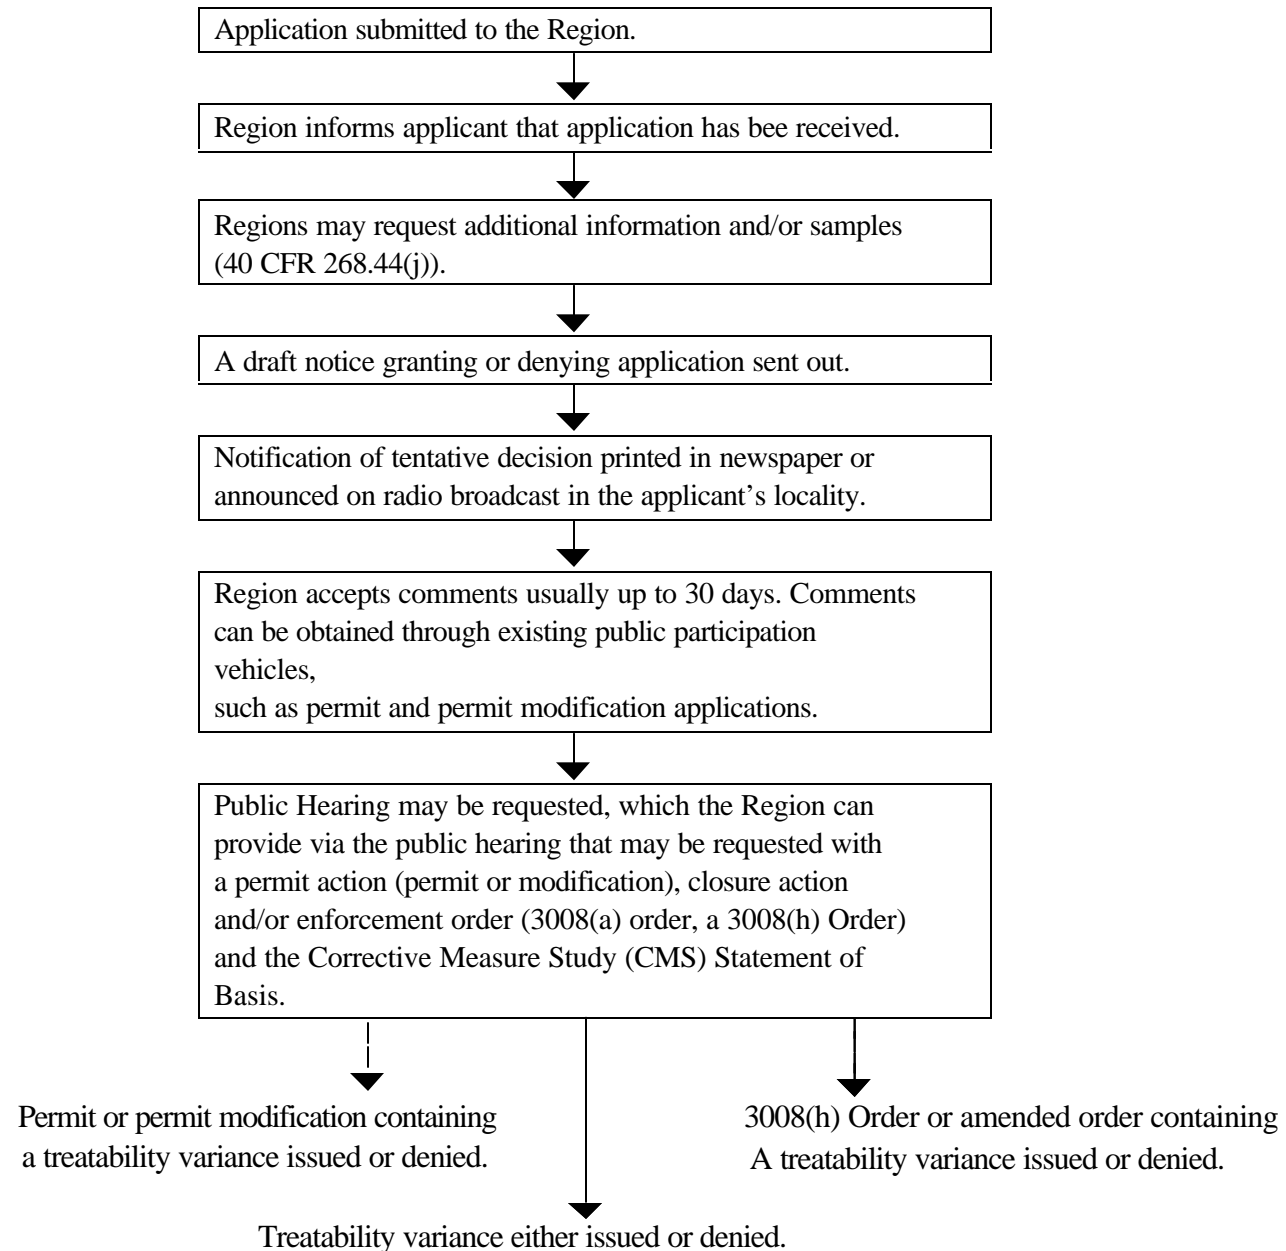 Application submitted to the Region.
Region informs applicant that application has bee received.
Regions may request additional information and/or samples
(40 CFR 268.44(j)).
A draft notice granting or denying application sent out.
Notification of tentative decision printed in newspaper or
announced on radio broadcast in the applicant’s locality.
Region accepts comments usually up to 30 days. Comments
can be obtained through existing public participation
vehicles,
such as permit and permit modification applications.
Public Hearing may be requested, which the Region can
provide via the public hearing that may be requested with
a permit action (permit or modification), closure action
and/or enforcement order (3008(a) order, a 3008(h) Order)
and the Corrective Measure Study (CMS) Statement of
Basis.
Permit or permit modification containing
a treatability variance issued or denied.
3008(h) Order or amended order containing
A treatability variance issued or denied.
Treatability variance either issued or denied.